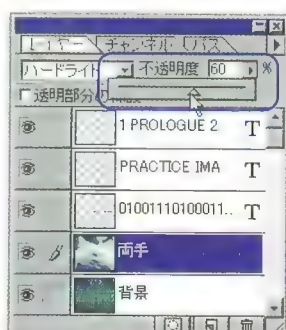 レイヤー チャンネル パス
ハードライト 不透明度 60 %
透明部分の
1 PROLOGUE 2 T
PRACTICE IMA T
01001110100011.. T
両手
背景